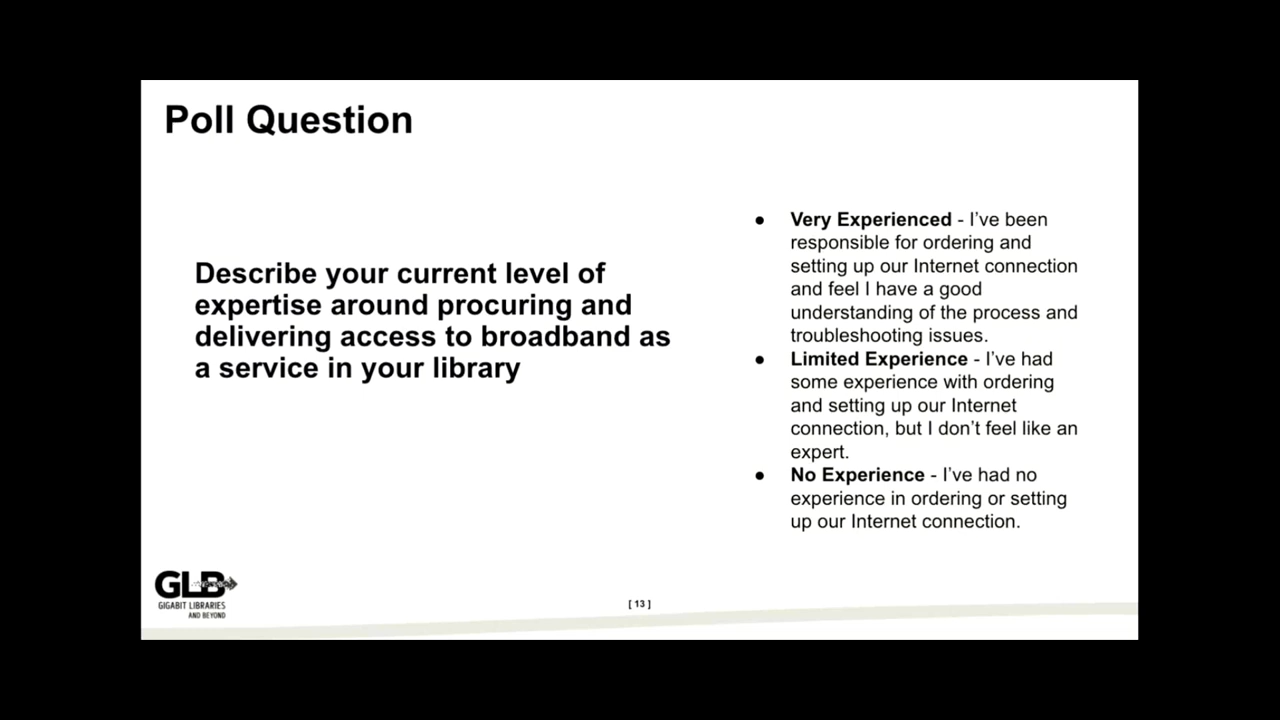 Poll Question
Describe your current level of
expertise around procuring and
delivering access to broadband as
a service in your library
● Very Experienced - I’ve been
responsible for ordering and
setting up our Internet connection
and feel I have a good
understanding of the process and
troubleshooting issues.
● Limited Experience - I’ve had
some experience with ordering
and setting up our Internet
connection, but I don’t feel like an
expert.
● No Experience - I’ve had no
experience in ordering or setting
up our Internet connection.
GLB
GIGABIT LIBRARIES
AND BEYOND
[ 13 ]